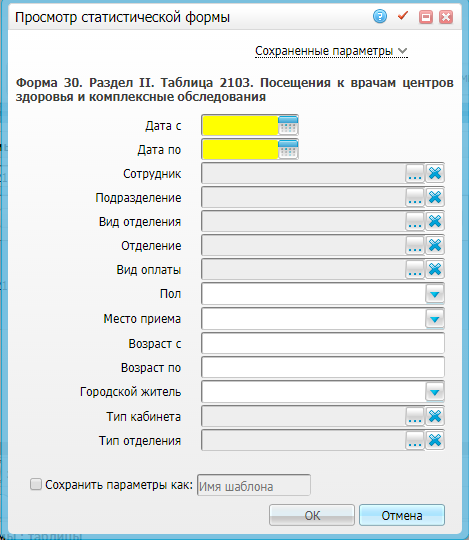 Просмотр статистической формы
Сохраненные параметры
Форма 30. Раздел II. Таблица 2103. Посещения к врачам центров
здоровья и комплексные обследования
Дата с
Дата по
Сотрудник ...
Подразделение ...
Вид отделения ...
Отделение ...
Вид оплаты ...
Пол
Место приема
Возраст с
Возраст по
Городской житель
Тип кабинета ...
Тип отделения ...
Сохранить параметры как: Имя шаблона
ОК Отмена
таблицы